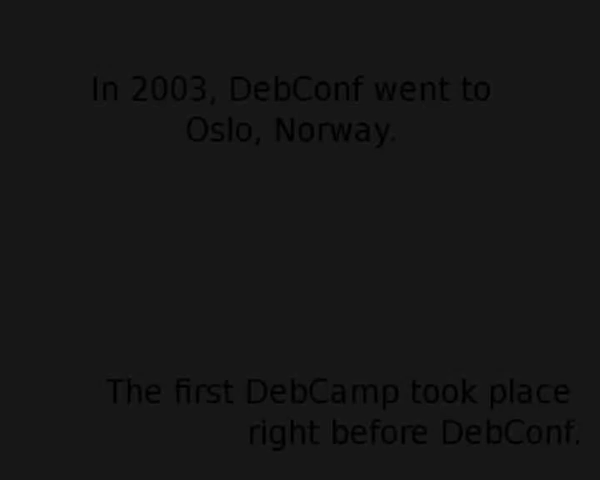 In 2003, DebConf went to
Oslo, Norway.
The first DebCamp took place
right before DebConf.